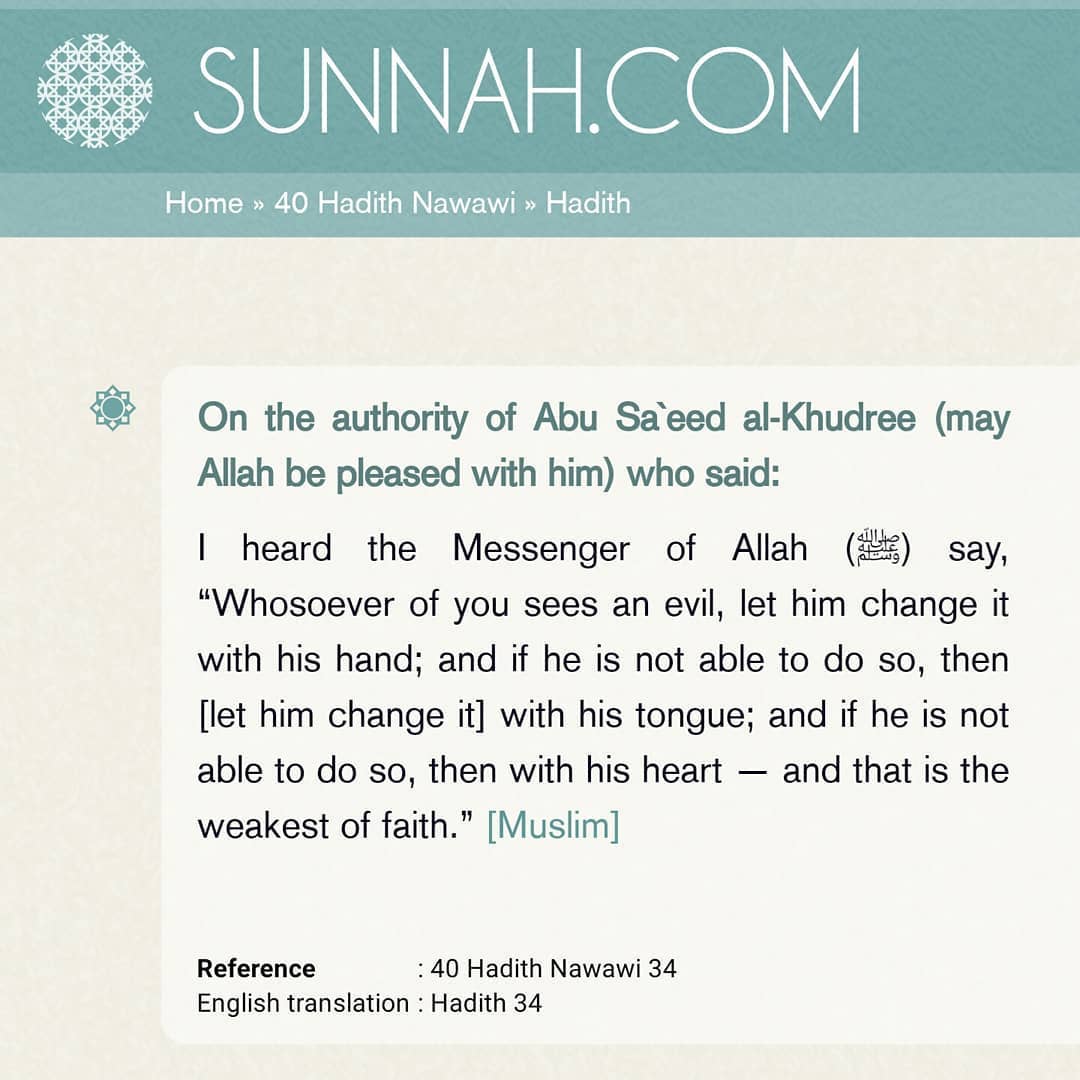 SUNNAH.COM
Home » 40 Hadith Nawawi » Hadith
On the authority of Abu Sa`eed al-Khudree (may
Allah be pleased with him) who said:
I heard the Messenger of Allah (ﷺ) say,
“Whosoever of you sees an evil, let him change it
with his hand; and if he is not able to do so, then
[let him change it] with his tongue; and if he is not
able to do so, then with his heart — and that is the
weakest of faith.” [Muslim]
Reference : 40 Hadith Nawawi 34
English translation : Hadith 34